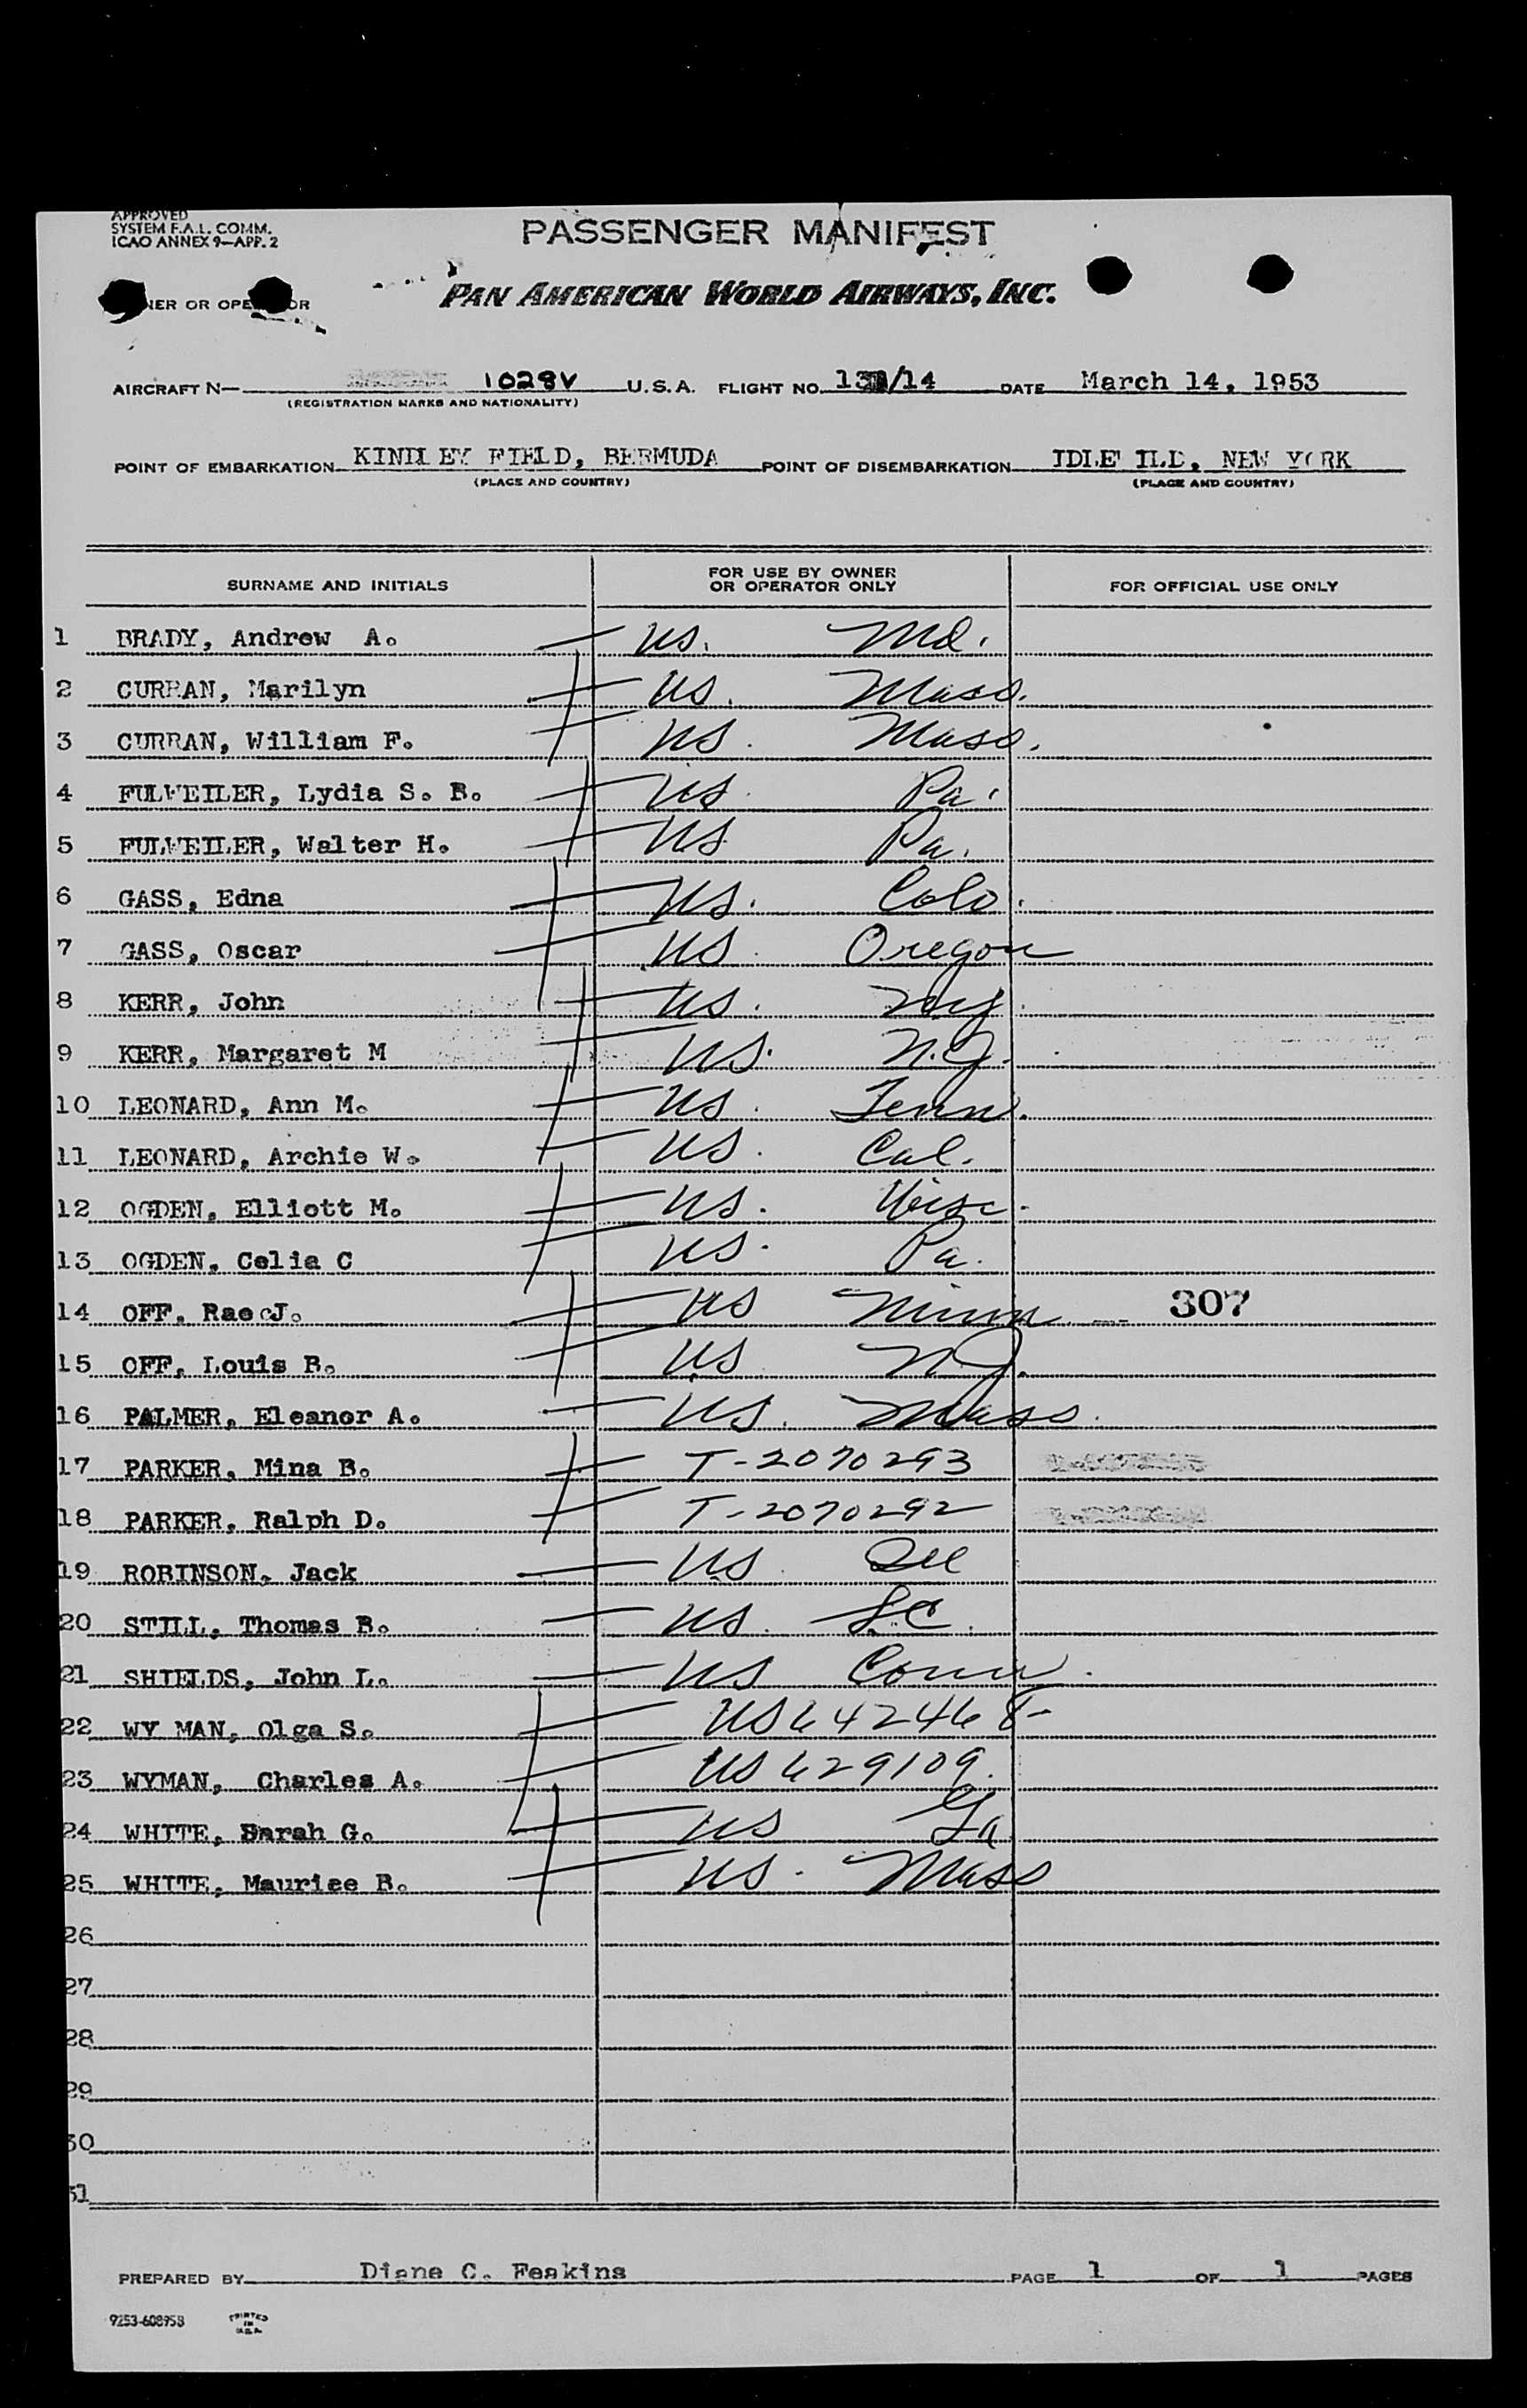 APPROVED
SYSTEM F.A.L. COMM.
ICAO ANNEX 9—APP. 2
PASSENGER MANIFEST
OR OPERATOR PAN AMERICAN WORLD AIRWAYS, INC.
AIRCRAFT N— 1028V U.S.A. FLIGHT NO. /14 DATE March 14, 1953
(REGISTRATION MARKS AND NATIONALITY)
POINT OF EMBARKATION KINDLEY FIELD, BERMUDA POINT OF DISEMBARKATION IDLEWILD, NEW YORK
(PLACE AND COUNTRY) (PLACE AND COUNTRY)
SURNAME AND INITIALS FOR USE BY OWNER OR OPERATOR ONLY FOR OFFICIAL USE ONLY
1 BRADY, Andrew A. US. Md.
2 CURRAN, Marilyn US. Mass.
3 CURRAN, William F. US. Mass.
4 FULWEILER, Lydia S. B. US. Pa.
5 FULWEILER, Walter H. US Pa.
6 GASS, Edna US. Colo.
7 GASS, Oscar US. Oregon
8 KERR, John US. NY.
9 KERR, Margaret M US. N.J.
10 LEONARD, Ann M. US. Tenn.
11 LEONARD, Archie W. US. Cal.
12 OGDEN, Elliott M. US. Wisc.
13 OGDEN, Celia C US. Pa.
14 OFF, Rae J. US Minn 307
15 OFF, Louis B. US NJ.
16 PALMER, Eleanor A. US. Mass.
17 PARKER, Mina B. T-2070293
18 PARKER, Ralph D. T-2070292
19 ROBINSON, Jack US. Ill
20 STILL, Thomas B. US. S.C.
21 SHIELDS, John L. US Conn.
22 WY MAN, Olga S. US642468
23 WYMAN, Charles A. US629109.
24 WHITE, Sarah G. US Ga
25 WHITE, Maurice B. US. Mass
26
27
28
29
30
31
PREPARED BY Diane C. Feakins PAGE 1 OF 1 PAGES
9253-608958 PRINTED IN U.S.A.